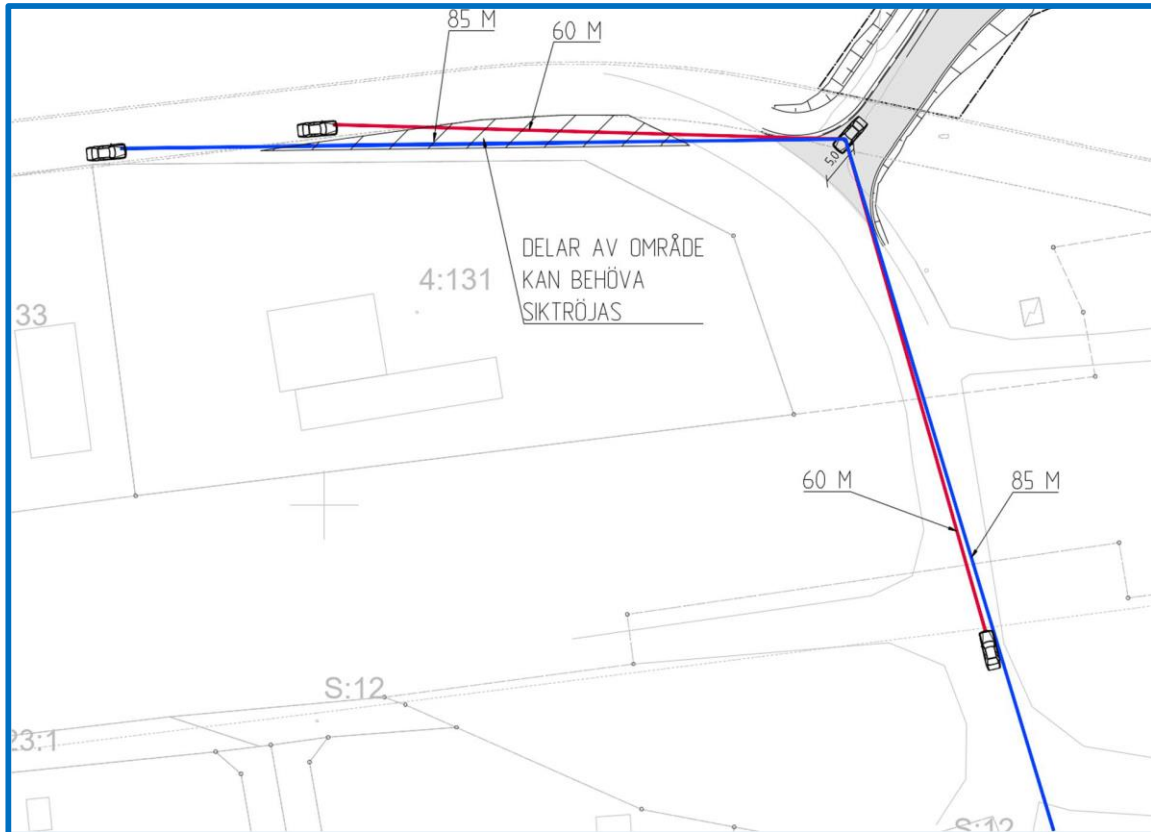 85 M
60 M
5.0
DELAR AV OMRÅDE
KAN BEHÖVA
SIKTRÖJAS
4:131
33
60 M
85 M
S:12
23:1
S:12